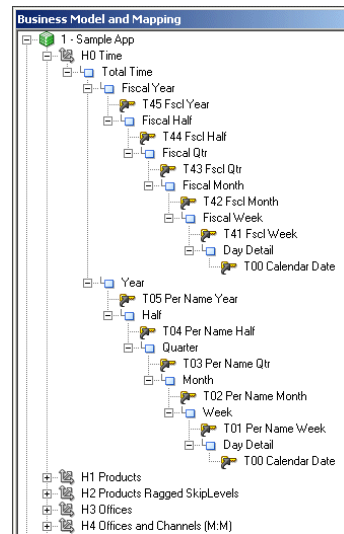 Business Model and Mapping
1 - Sample App
H0 Time
Total Time
Fiscal Year
T45 Fscl Year
Fiscal Half
T44 Fscl Half
Fiscal Qtr
T43 Fscl Qtr
Fiscal Month
T42 Fscl Month
Fiscal Week
T41 Fscl Week
Day Detail
T00 Calendar Date
Year
T05 Per Name Year
Half
T04 Per Name Half
Quarter
T03 Per Name Qtr
Month
T02 Per Name Month
Week
T01 Per Name Week
Day Detail
T00 Calendar Date
H1 Products
H2 Products Ragged SkipLevels
H3 Offices
H4 Offices and Channels (M:M)